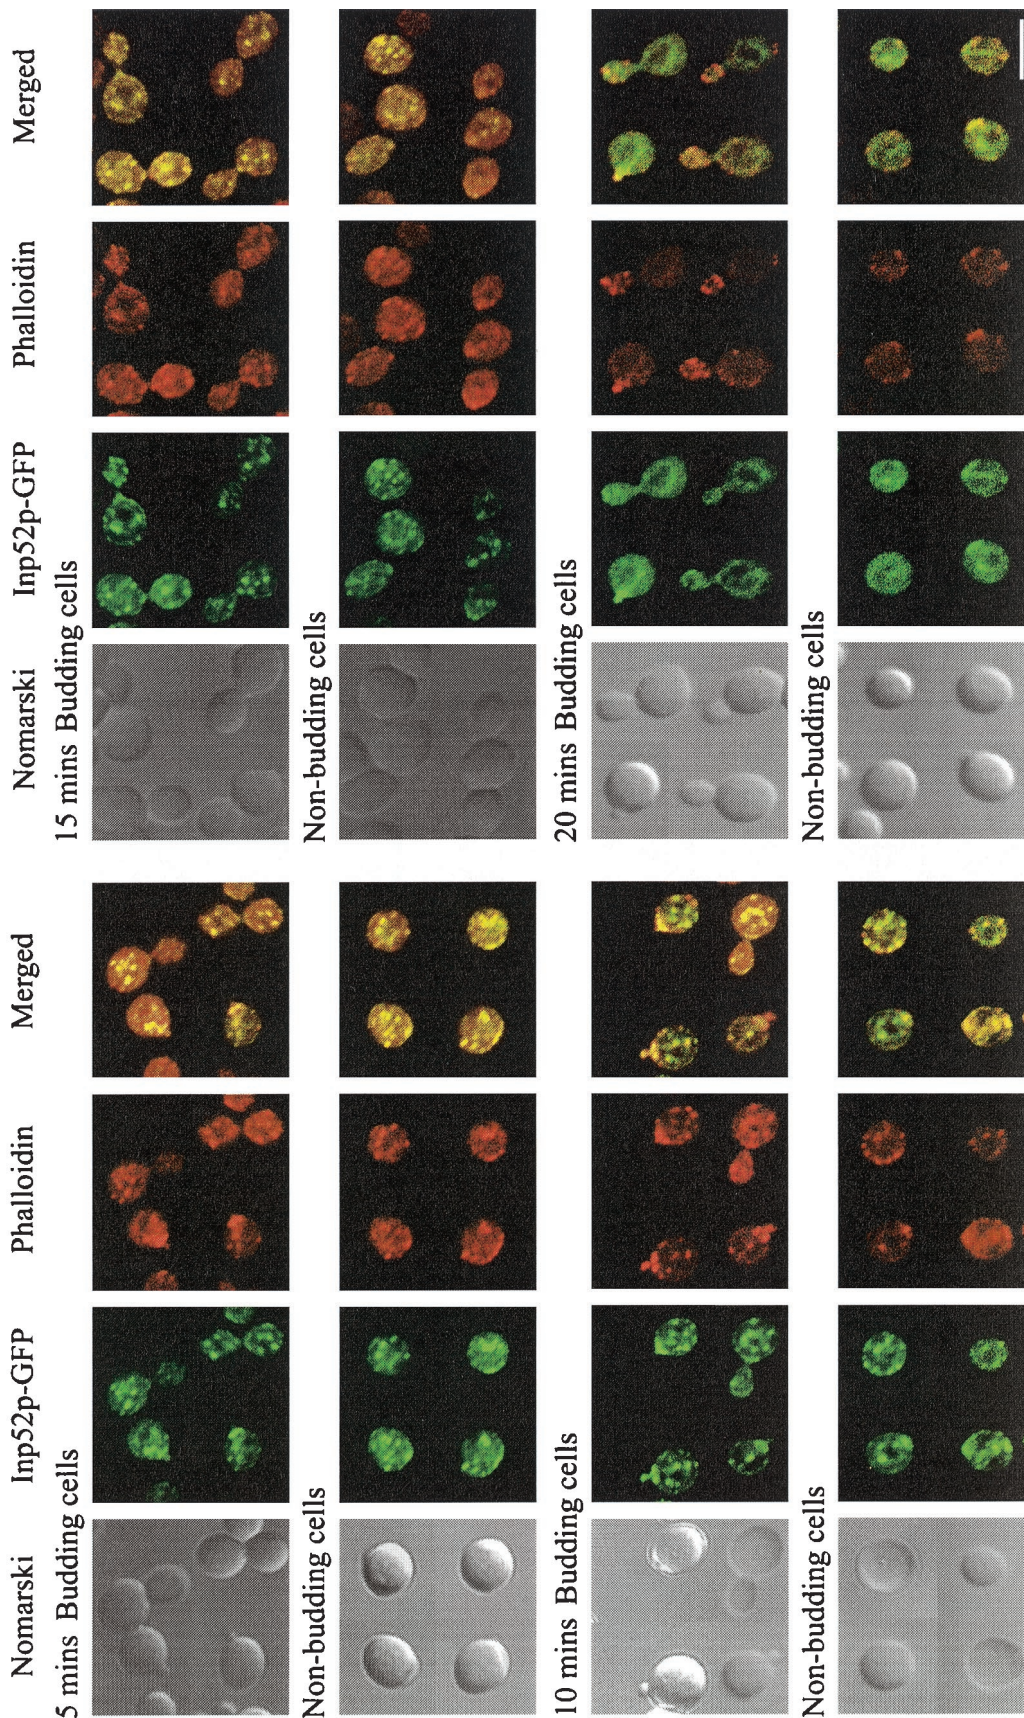 Nomarski Inp52p-GFP Phalloidin Merged
5 mins Budding cells
Non-budding cells
10 mins Budding cells
Non-budding cells
Nomarski Inp52p-GFP Phalloidin Merged
15 mins Budding cells
Non-budding cells
20 mins Budding cells
Non-budding cells